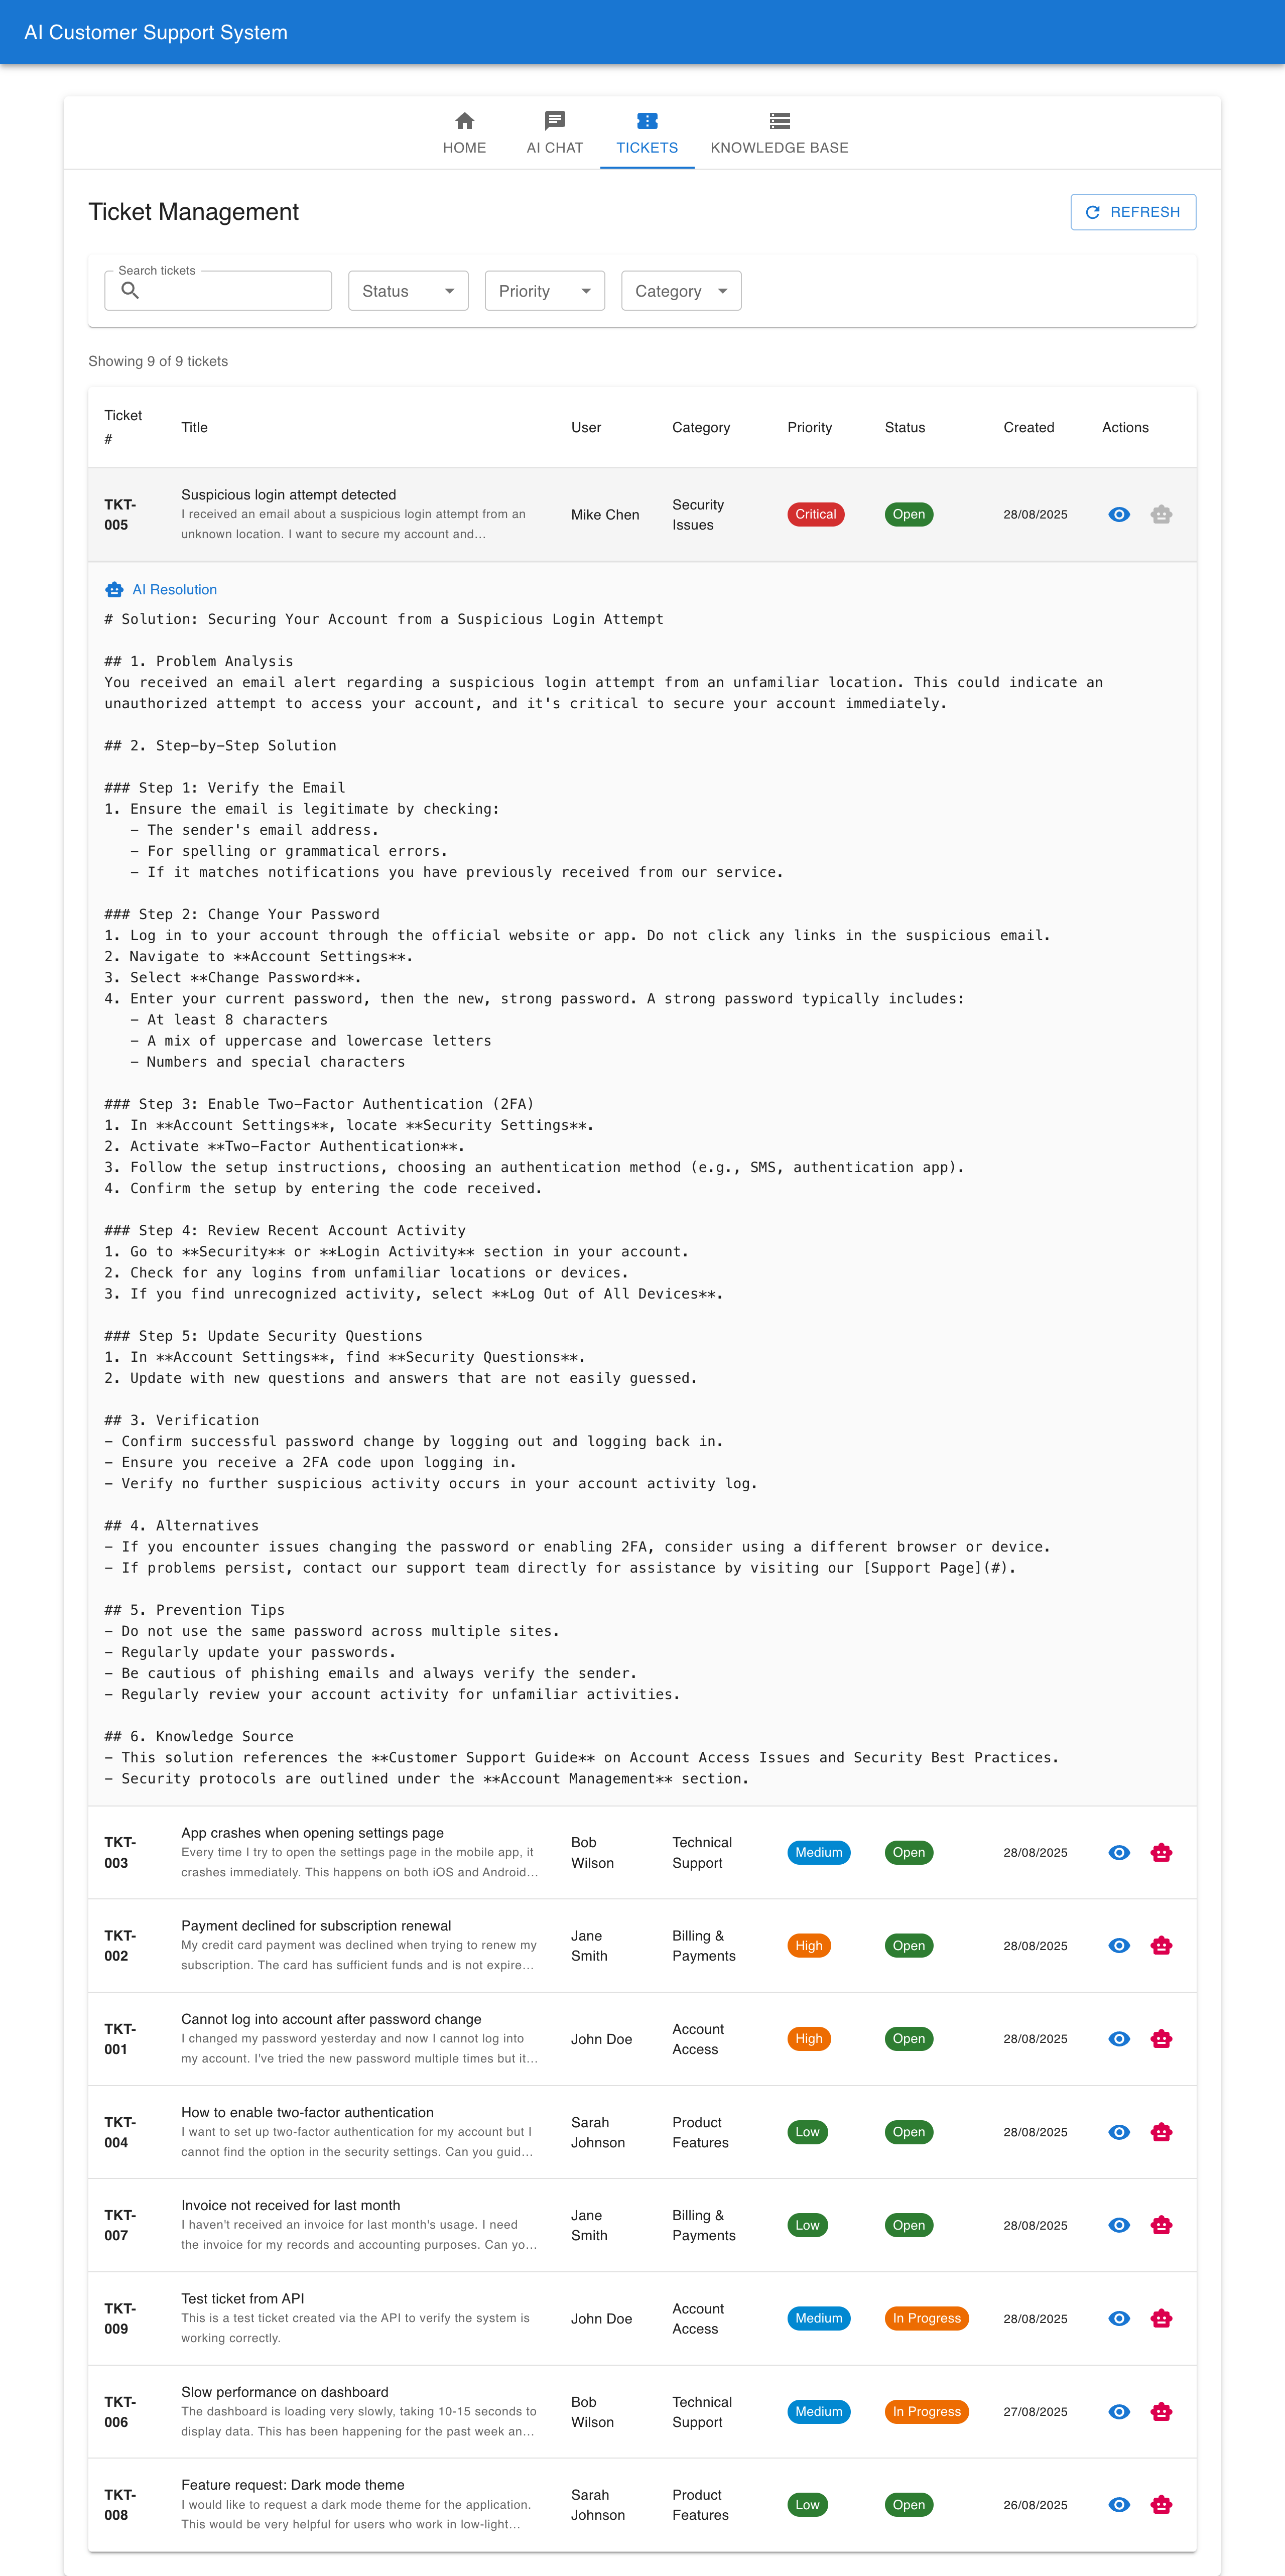 AI Customer Support System
HOME
AI CHAT
TICKETS
KNOWLEDGE BASE
Ticket Management
REFRESH
Search tickets
Status
Priority
Category
Showing 9 of 9 tickets
Ticket
#
Title
User
Category
Priority
Status
Created
Actions
TKT-
005
Suspicious login attempt detected
I received an email about a suspicious login attempt from an
unknown location. I want to secure my account and...
Mike Chen
Security
Issues
Critical
Open
28/08/2025
AI Resolution
# Solution: Securing Your Account from a Suspicious Login Attempt
## 1. Problem Analysis
You received an email alert regarding a suspicious login attempt from an unfamiliar location. This could indicate an
unauthorized attempt to access your account, and it's critical to secure your account immediately.
## 2. Step-by-Step Solution
### Step 1: Verify the Email
1. Ensure the email is legitimate by checking:
- The sender's email address.
- For spelling or grammatical errors.
- If it matches notifications you have previously received from our service.
### Step 2: Change Your Password
1. Log in to your account through the official website or app. Do not click any links in the suspicious email.
2. Navigate to **Account Settings**.
3. Select **Change Password**.
4. Enter your current password, then the new, strong password. A strong password typically includes:
- At least 8 characters
- A mix of uppercase and lowercase letters
- Numbers and special characters
### Step 3: Enable Two-Factor Authentication (2FA)
1. In **Account Settings**, locate **Security Settings**.
2. Activate **Two-Factor Authentication**.
3. Follow the setup instructions, choosing an authentication method (e.g., SMS, authentication app).
4. Confirm the setup by entering the code received.
### Step 4: Review Recent Account Activity
1. Go to **Security** or **Login Activity** section in your account.
2. Check for any logins from unfamiliar locations or devices.
3. If you find unrecognized activity, select **Log Out of All Devices**.
### Step 5: Update Security Questions
1. In **Account Settings**, find **Security Questions**.
2. Update with new questions and answers that are not easily guessed.
## 3. Verification
- Confirm successful password change by logging out and logging back in.
- Ensure you receive a 2FA code upon logging in.
- Verify no further suspicious activity occurs in your account activity log.
## 4. Alternatives
- If you encounter issues changing the password or enabling 2FA, consider using a different browser or device.
- If problems persist, contact our support team directly for assistance by visiting our [Support Page](#).
## 5. Prevention Tips
- Do not use the same password across multiple sites.
- Regularly update your passwords.
- Be cautious of phishing emails and always verify the sender.
- Regularly review your account activity for unfamiliar activities.
## 6. Knowledge Source
- This solution references the **Customer Support Guide** on Account Access Issues and Security Best Practices.
- Security protocols are outlined under the **Account Management** section.
TKT-
003
App crashes when opening settings page
Every time I try to open the settings page in the mobile app, it
crashes immediately. This happens on both iOS and Android...
Bob
Wilson
Technical
Support
Medium
Open
28/08/2025
TKT-
002
Payment declined for subscription renewal
My credit card payment was declined when trying to renew my
subscription. The card has sufficient funds and is not expire...
Jane
Smith
Billing &
Payments
High
Open
28/08/2025
TKT-
001
Cannot log into account after password change
I changed my password yesterday and now I cannot log into
my account. I've tried the new password multiple times but it...
John Doe
Account
Access
High
Open
28/08/2025
TKT-
004
How to enable two-factor authentication
I want to set up two-factor authentication for my account but I
cannot find the option in the security settings. Can you guid...
Sarah
Johnson
Product
Features
Low
Open
28/08/2025
TKT-
007
Invoice not received for last month
I haven't received an invoice for last month's usage. I need
the invoice for my records and accounting purposes. Can yo...
Jane
Smith
Billing &
Payments
Low
Open
28/08/2025
TKT-
009
Test ticket from API
This is a test ticket created via the API to verify the system is
working correctly.
John Doe
Account
Access
Medium
In Progress
28/08/2025
TKT-
006
Slow performance on dashboard
The dashboard is loading very slowly, taking 10-15 seconds to
display data. This has been happening for the past week an...
Bob
Wilson
Technical
Support
Medium
In Progress
27/08/2025
TKT-
008
Feature request: Dark mode theme
I would like to request a dark mode theme for the application.
This would be very helpful for users who work in low-light...
Sarah
Johnson
Product
Features
Low
Open
26/08/2025